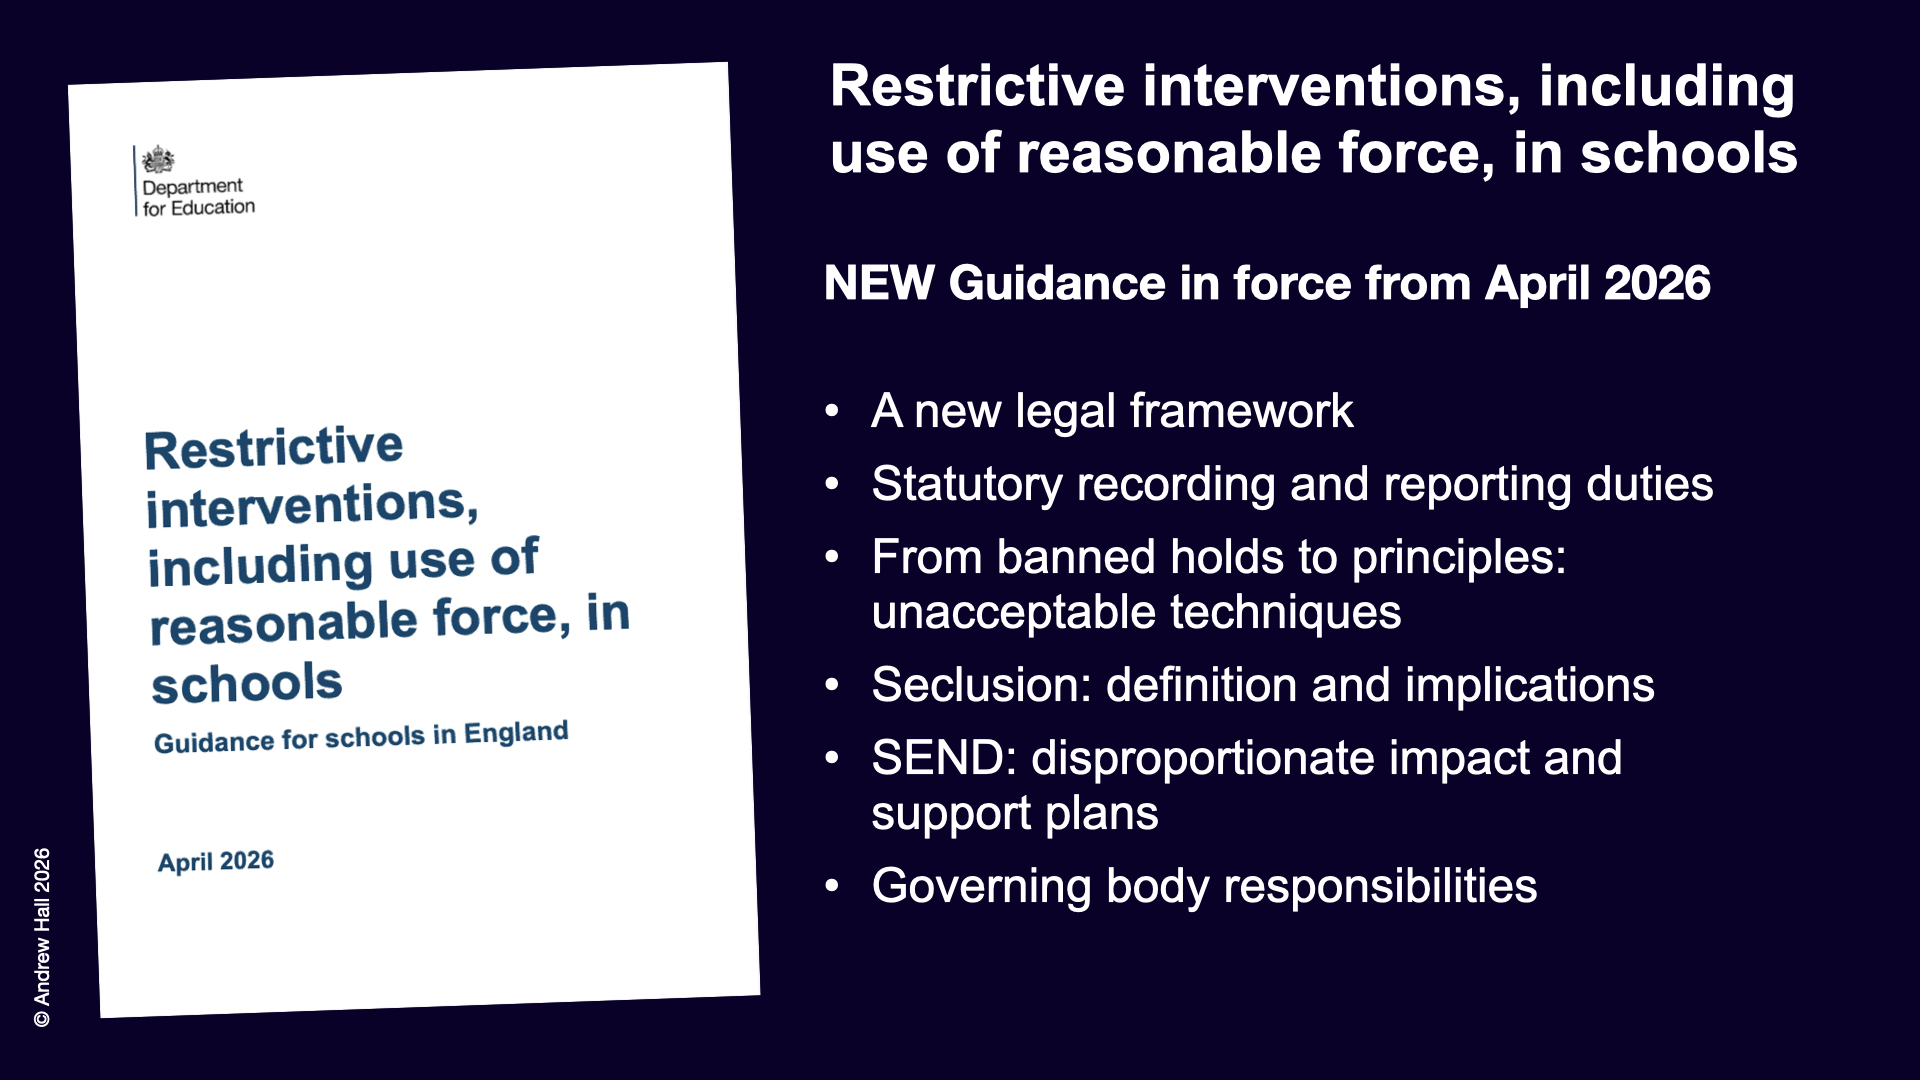 Department
for Education
Restrictive
interventions,
including use of
reasonable force, in
schools
Guidance for schools in England
April 2026
© Andrew Hall 2026
Restrictive interventions, including
use of reasonable force, in schools
NEW Guidance in force from April 2026
• A new legal framework
• Statutory recording and reporting duties
• From banned holds to principles:
unacceptable techniques
• Seclusion: definition and implications
• SEND: disproportionate impact and
support plans
• Governing body responsibilities